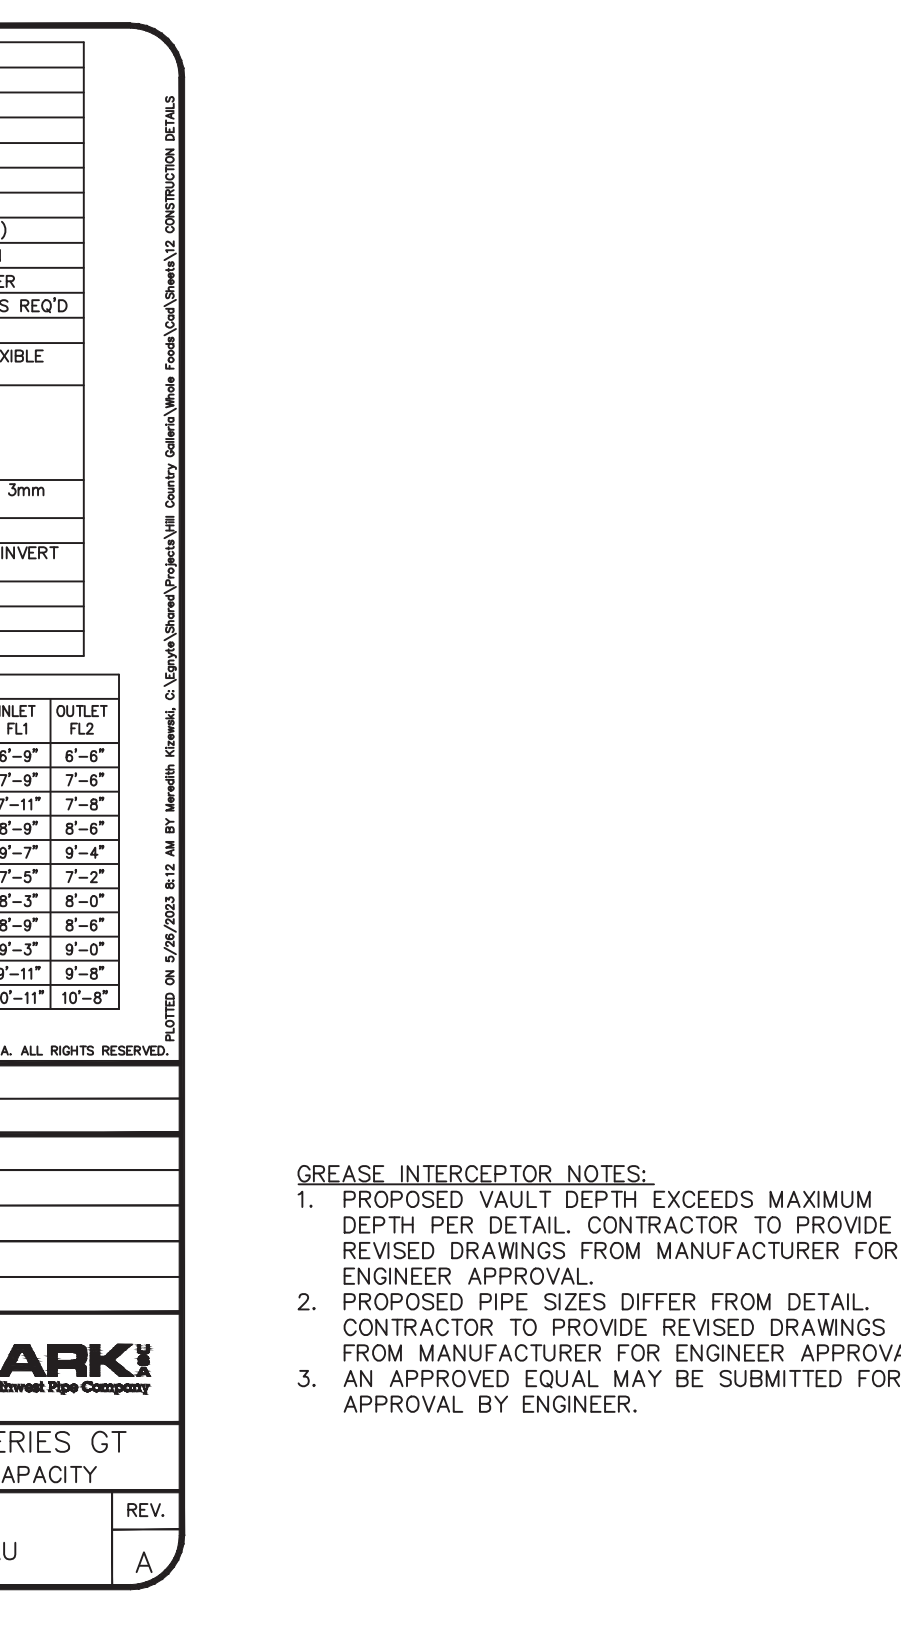 )
ER
S REQ'D
XIBLE
3mm
INVERT
INLET OUTLET
FL1 FL2
6'-9" 6'-6"
7'-9" 7'-6"
7'-11" 7'-8"
8'-9" 8'-6"
9'-7" 9'-4"
7'-5" 7'-2"
8'-3" 8'-0"
8'-9" 8'-6"
9'-3" 9'-0"
9'-11" 9'-8"
0'-11" 10'-8"
A. ALL RIGHTS RESERVED.
PLOTTED ON 5/26/2023 8:12 AM BY Meredith Kizewski, C:\Egnyte\Shared\Projects\Hill Country Galleria\Whole Foods\Cad\Sheets\12 CONSTRUCTION DETAILS
ARK USA
thwest Pipe Company
ERIES GT
APACITY
REV.
U
A
GREASE INTERCEPTOR NOTES:
1. PROPOSED VAULT DEPTH EXCEEDS MAXIMUM
DEPTH PER DETAIL. CONTRACTOR TO PROVIDE
REVISED DRAWINGS FROM MANUFACTURER FOR
ENGINEER APPROVAL.
2. PROPOSED PIPE SIZES DIFFER FROM DETAIL.
CONTRACTOR TO PROVIDE REVISED DRAWINGS
FROM MANUFACTURER FOR ENGINEER APPROVA
3. AN APPROVED EQUAL MAY BE SUBMITTED FOR
APPROVAL BY ENGINEER.